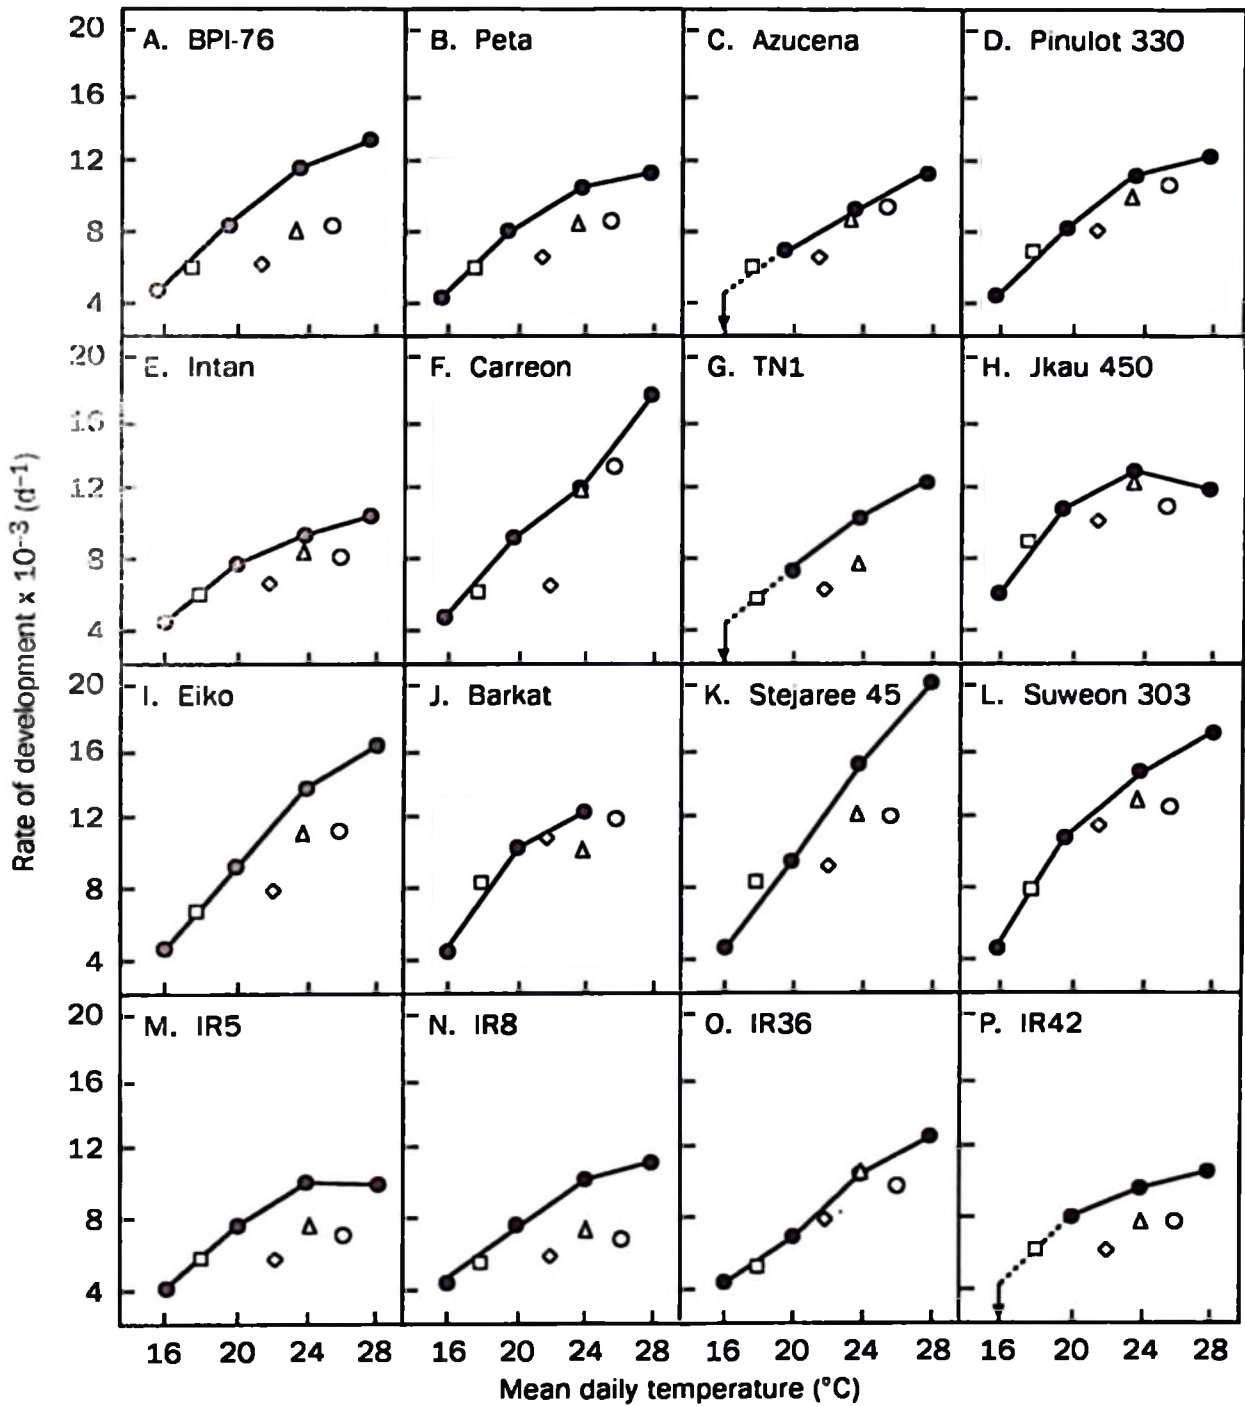 20 A. BPI-76 B. Peta C. Azucena D. Pinulot 330
16
12
8
4
20 E. Intan F. Carreon G. TN1 H. Jkau 450
16
12
8
4
20 I. Eiko J. Barkat K. Stejaree 45 L. Suweon 303
16
12
8
4
20 M. IR5 N. IR8 O. IR36 P. IR42
16
12
8
4
16 20 24 28 16 20 24 28 16 20 24 28 16 20 24 28
Mean daily temperature (°C)
Rate of development x 10⁻³ (d⁻¹)